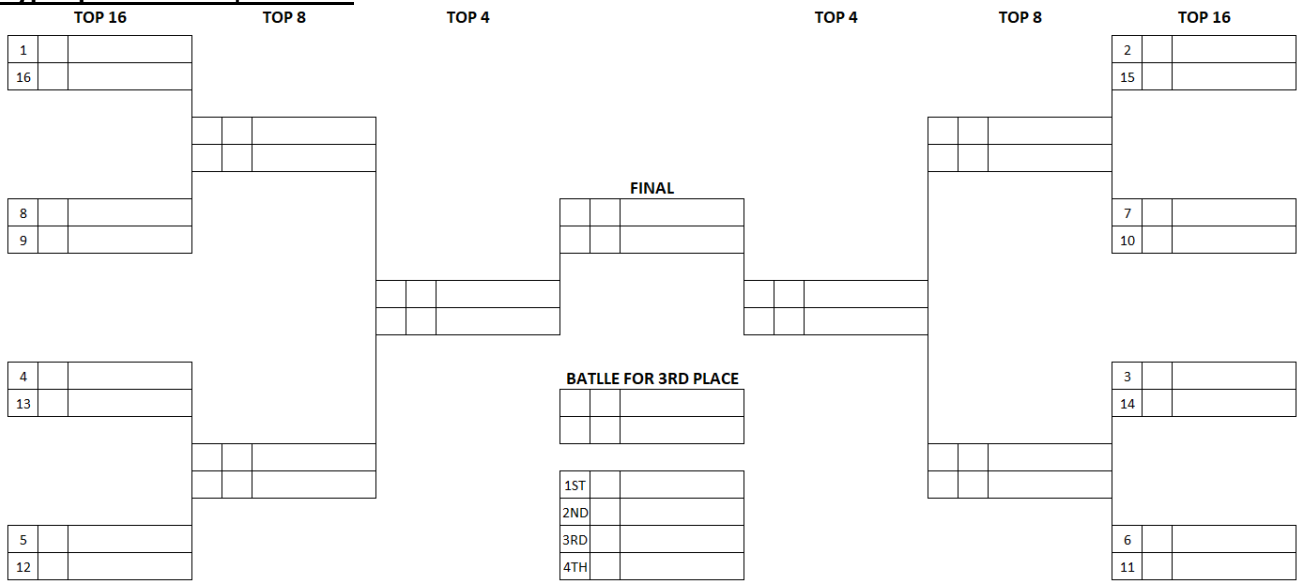 TOP 16 TOP 8 TOP 4 TOP 4 TOP 8 TOP 16
1 2
16 15
FINAL
8 7
9 10
4 3
BATLLE FOR 3RD PLACE
13 14
1ST
2ND
5 3RD 6
12 4TH 11